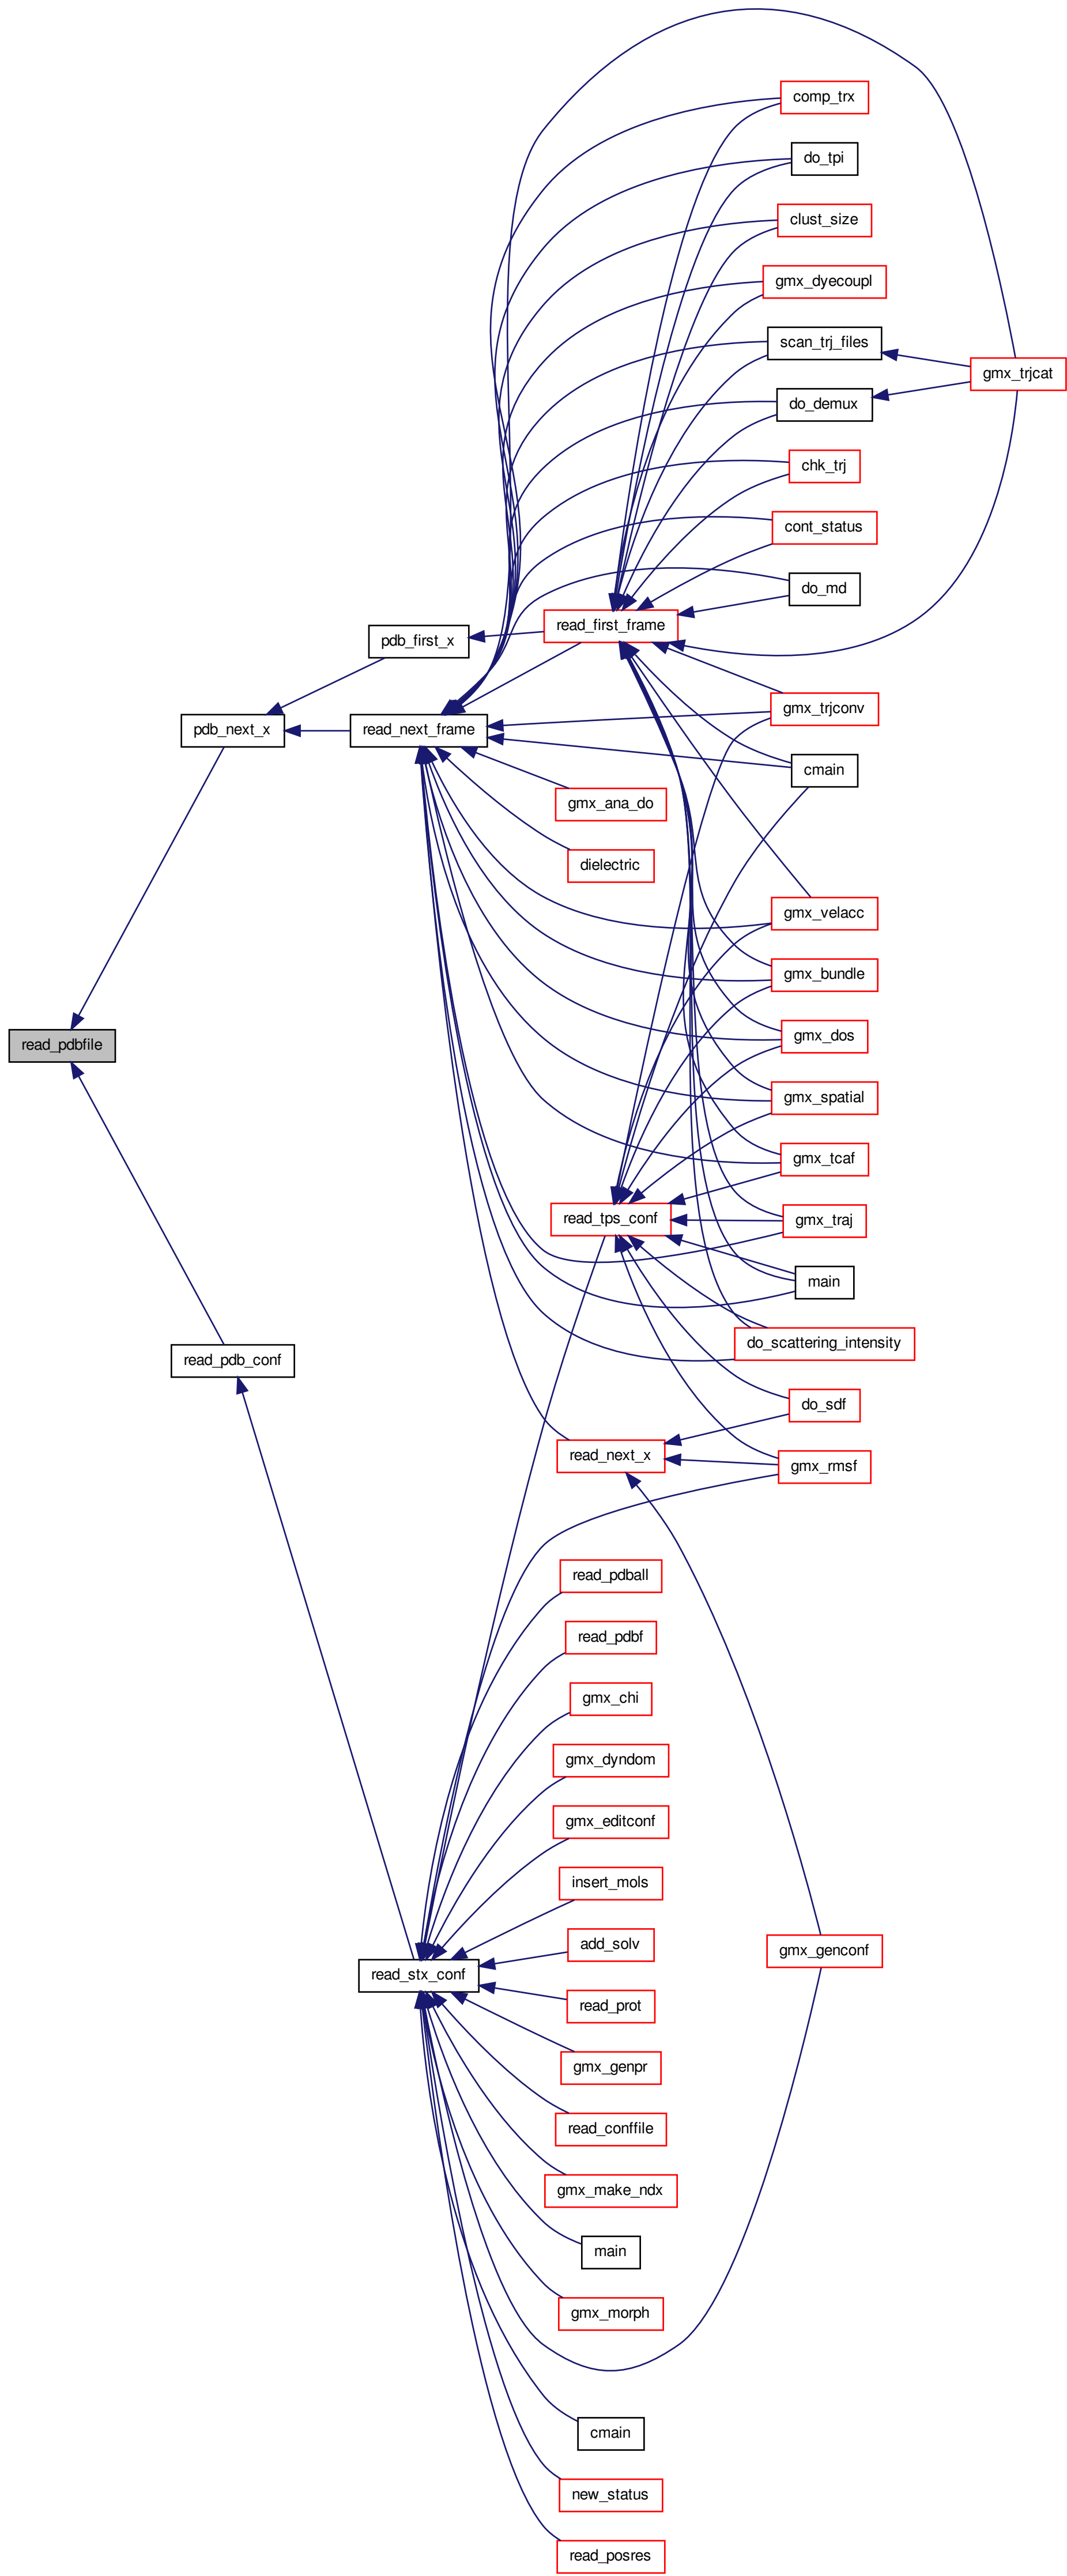 comp_trx
do_tpi
clust_size
gmx_dyecoupl
scan_trj_files
gmx_trjcat
do_demux
chk_trj
cont_status
do_md
read_first_frame
pdb_first_x
gmx_trjconv
pdb_next_x
read_next_frame
cmain
gmx_ana_do
dielectric
gmx_velacc
gmx_bundle
gmx_dos
read_pdbfile
gmx_spatial
gmx_tcaf
read_tps_conf
gmx_traj
main
do_scattering_intensity
read_pdb_conf
do_sdf
read_next_x
gmx_rmsf
read_pdball
read_pdbf
gmx_chi
gmx_dyndom
gmx_editconf
insert_mols
add_solv
gmx_genconf
read_stx_conf
read_prot
gmx_genpr
read_conffile
gmx_make_ndx
main
gmx_morph
cmain
new_status
read_posres